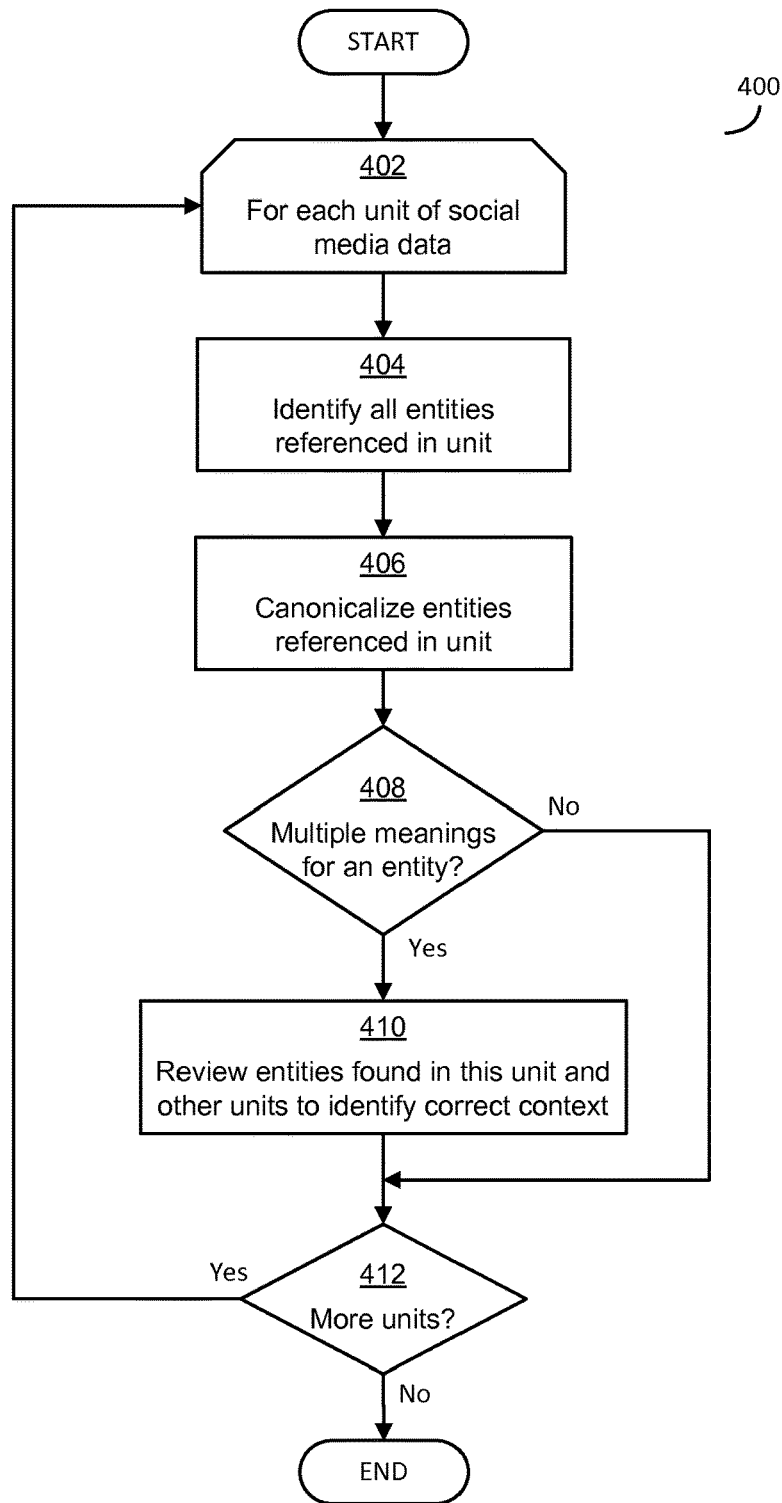 START
400
402
For each unit of social
media data
404
Identify all entities
referenced in unit
406
Canonicalize entities
referenced in unit
408
No
Multiple meanings
for an entity?
Yes
410
Review entities found in this unit and
other units to identify correct context
Yes
412
More units?
No
END